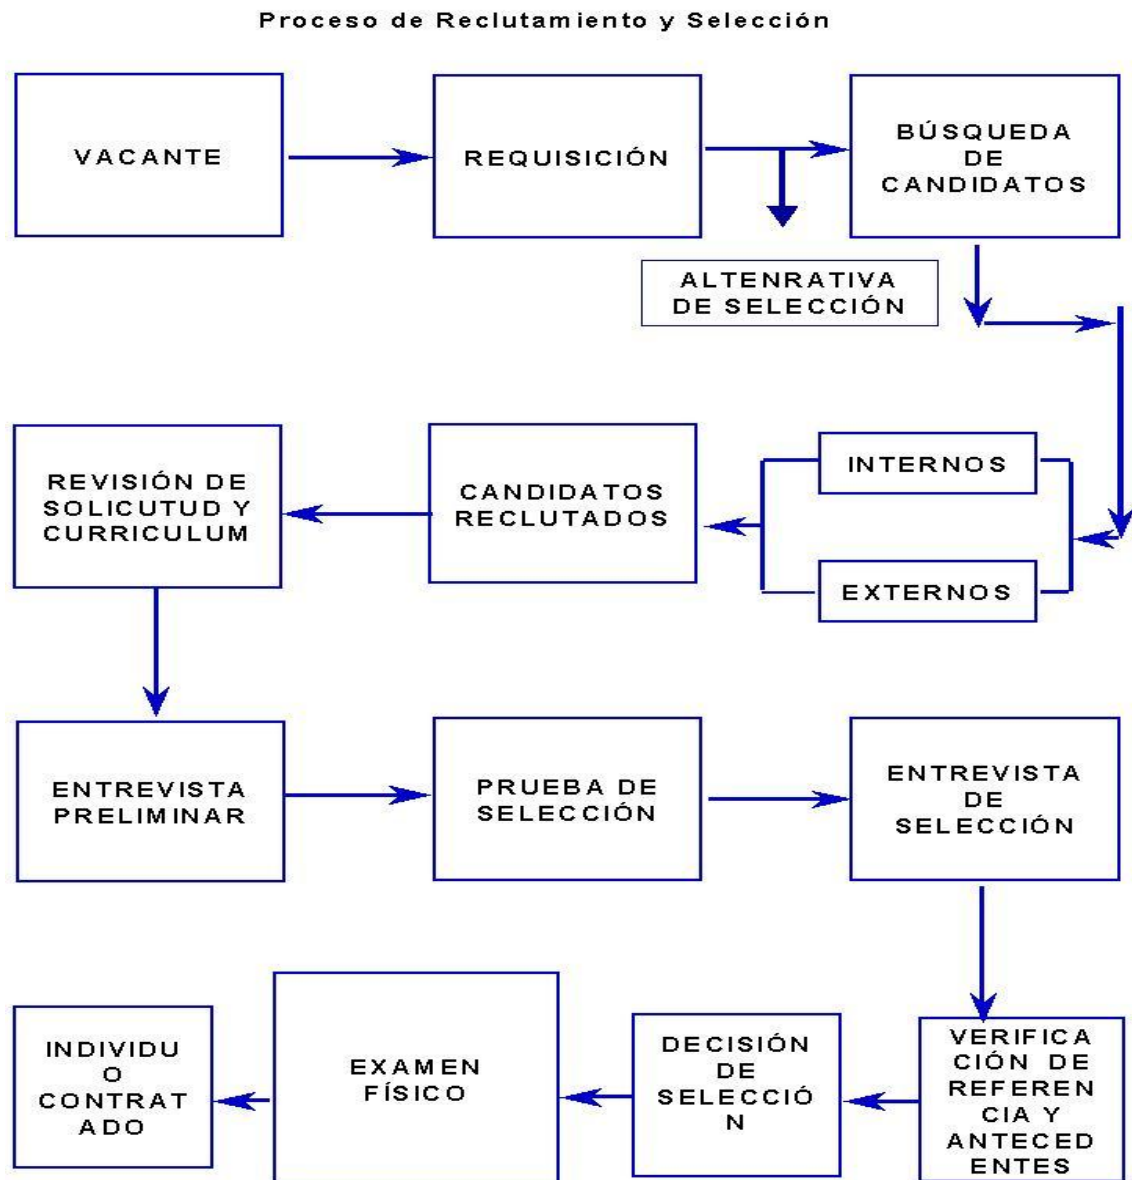 Proceso de Reclutamiento y Selección
VACANTE
REQUISICIÓN
BÚSQUEDA
DE
CANDIDATOS
ALTENRATIVA
DE SELECCIÓN
INTERNOS
EXTERNOS
CANDIDATOS
RECLUTADOS
REVISIÓN DE
SOLICUTUD Y
CURRICULUM
ENTREVISTA
PRELIMINAR
PRUEBA DE
SELECCIÓN
ENTREVISTA
DE
SELECCIÓN
VERIFICA
CIÓN DE
REFEREN
CIA Y
ANTECED
ENTES
DECISIÓN
DE
SELECCIÓ
N
EXAMEN
FÍSICO
INDIVIDU
O
CONTRAT
ADO